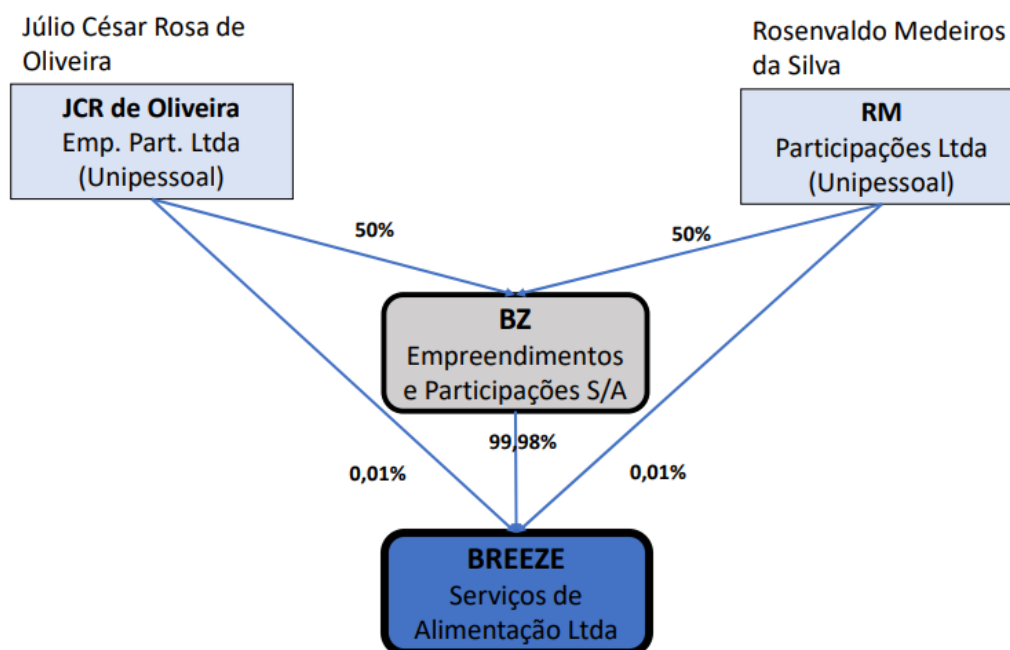 Júlio César Rosa de
Oliveira
Rosenvaldo Medeiros
da Silva
JCR de Oliveira
Emp. Part. Ltda
(Unipessoal)
RM
Participações Ltda
(Unipessoal)
50%
50%
BZ
Empreendimentos
e Participações S/A
99,98%
0,01%
0,01%
BREEZE
Serviços de
Alimentação Ltda